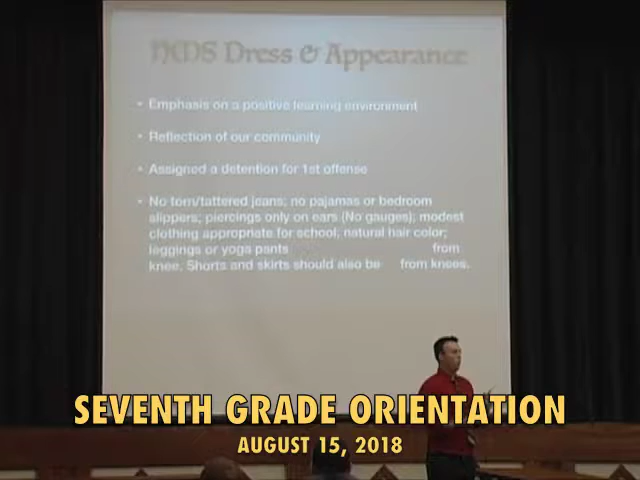 NMS Dress & Appearance
• Emphasis on a positive learning environment
• Reflection of our community
• Assigned a detention for 1st offense
• No torn/tattered jeans; no pajamas or bedroom
slippers; piercings only on ears (No gauges); modest
clothing appropriate for school; natural hair color;
leggings or yoga pants from
knee. Shorts and skirts should also be from knees.
SEVENTH GRADE ORIENTATION
AUGUST 15, 2018